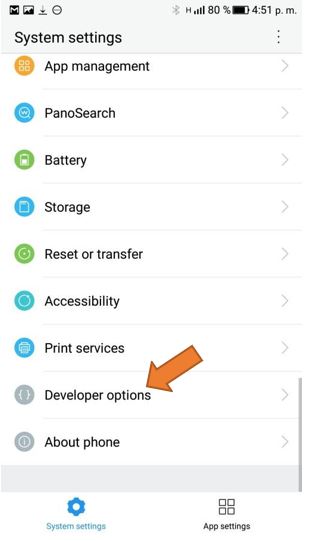 H 80 % 4:51 p. m.
System settings
App management
PanoSearch
Battery
Storage
Reset or transfer
Accessibility
Print services
Developer options
About phone
System settings App settings